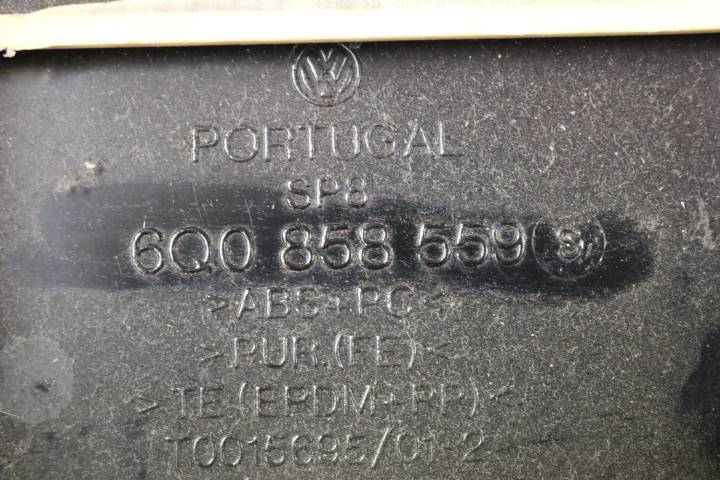 PORTUGAL
SP8
6Q0 858 559 S
>ABS+PC<
>PUR.(FE)<
>TE(EPDM+PP)<
T0015695/01-2